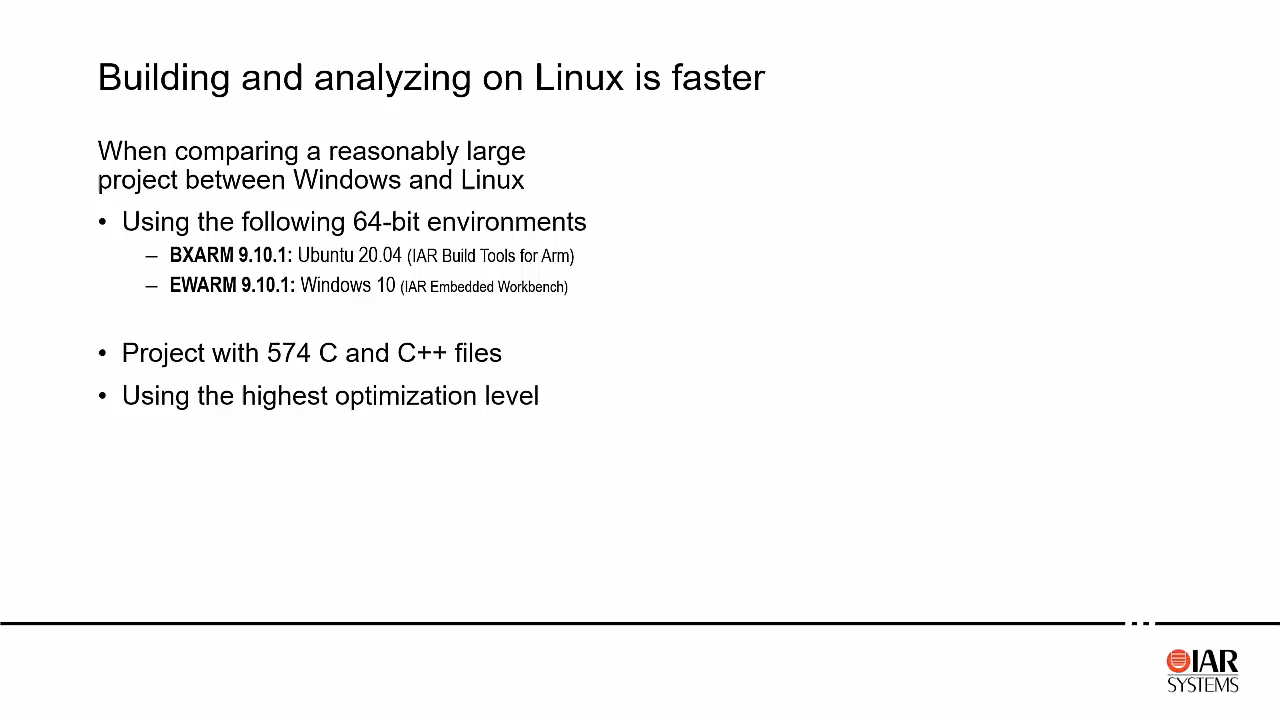 Building and analyzing on Linux is faster
When comparing a reasonably large
project between Windows and Linux
• Using the following 64-bit environments
– BXARM 9.10.1: Ubuntu 20.04 (IAR Build Tools for Arm)
– EWARM 9.10.1: Windows 10 (IAR Embedded Workbench)
• Project with 574 C and C++ files
• Using the highest optimization level
IAR
SYSTEMS